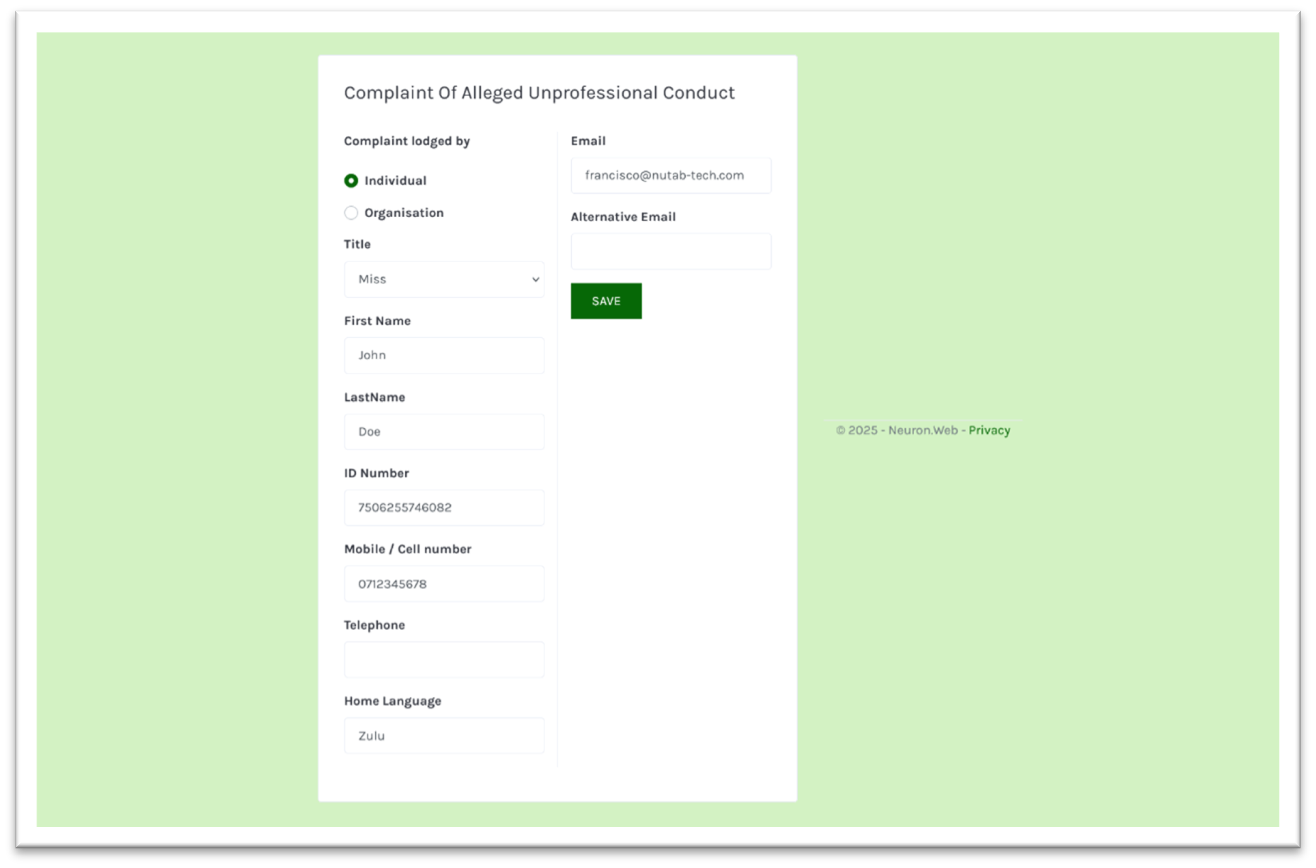 Complaint Of Alleged Unprofessional Conduct
Complaint lodged by
Individual
Organisation
Title
Miss
First Name
John
LastName
Doe
ID Number
7506255746082
Mobile / Cell number
0712345678
Telephone
Home Language
Zulu
Email
francisco@nutab-tech.com
Alternative Email
SAVE
© 2025 - Neuron.Web - Privacy